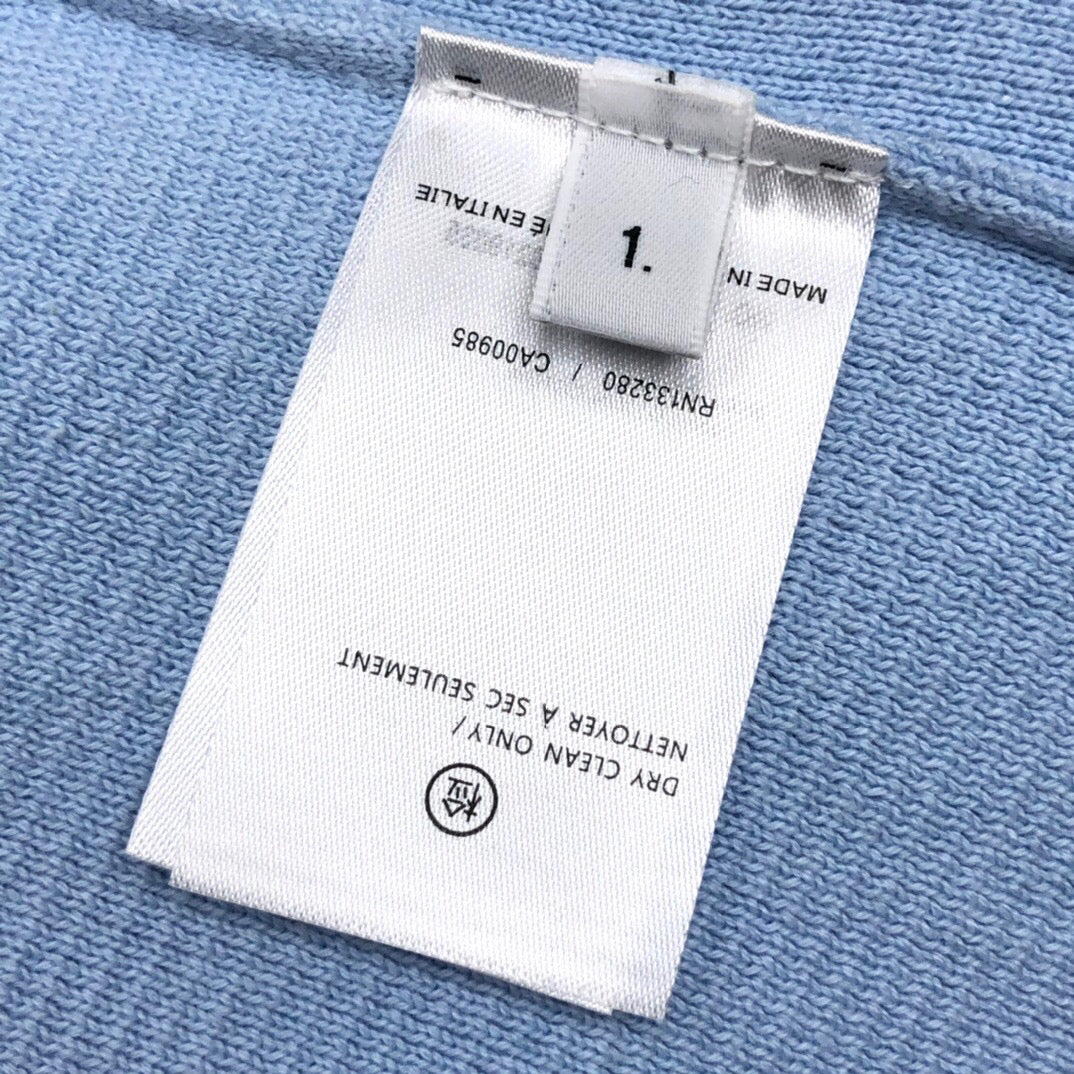 DRY CLEAN ONLY/
NETTOYER A SEC SEULEMENT
RN133280 / CA00985
MADE IN É EN ITALIE
1.